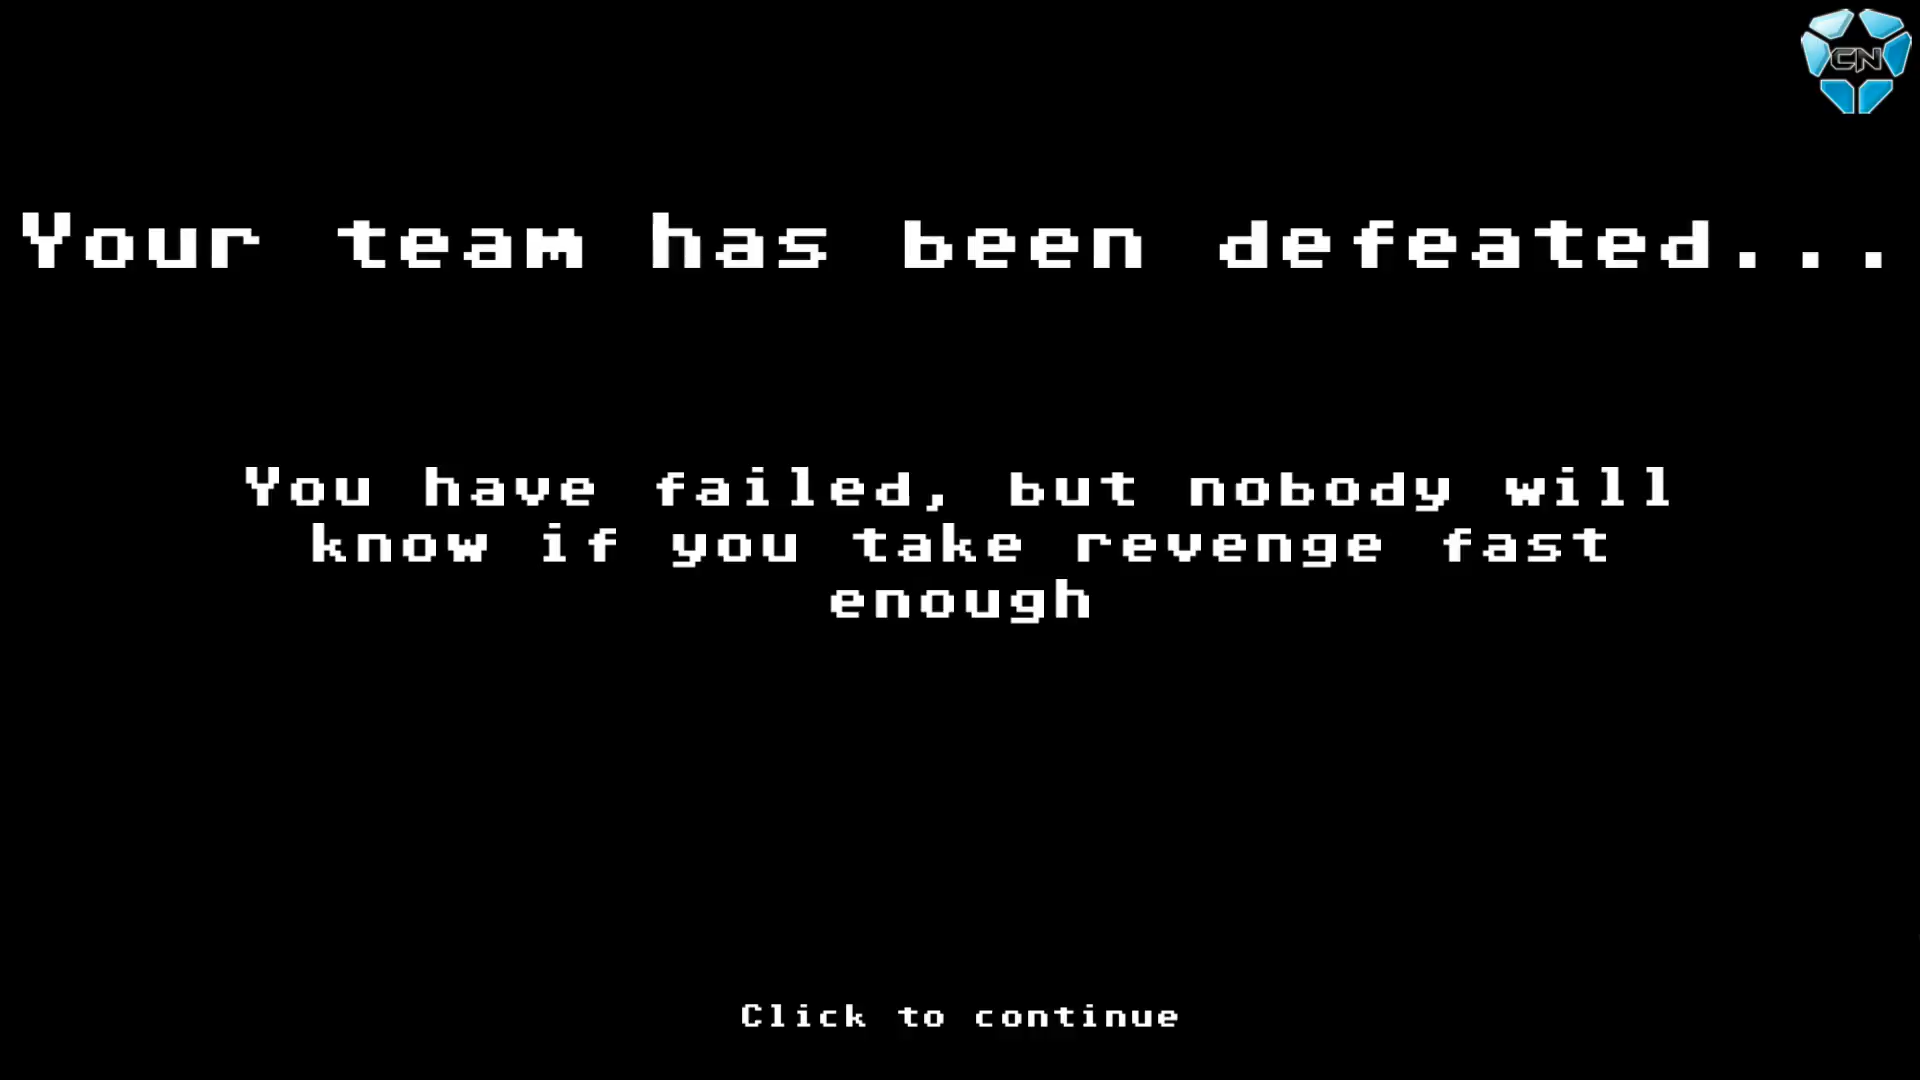 CN
Your team has been defeated...
You have failed, but nobody will
know if you take revenge fast
enough
Click to continue